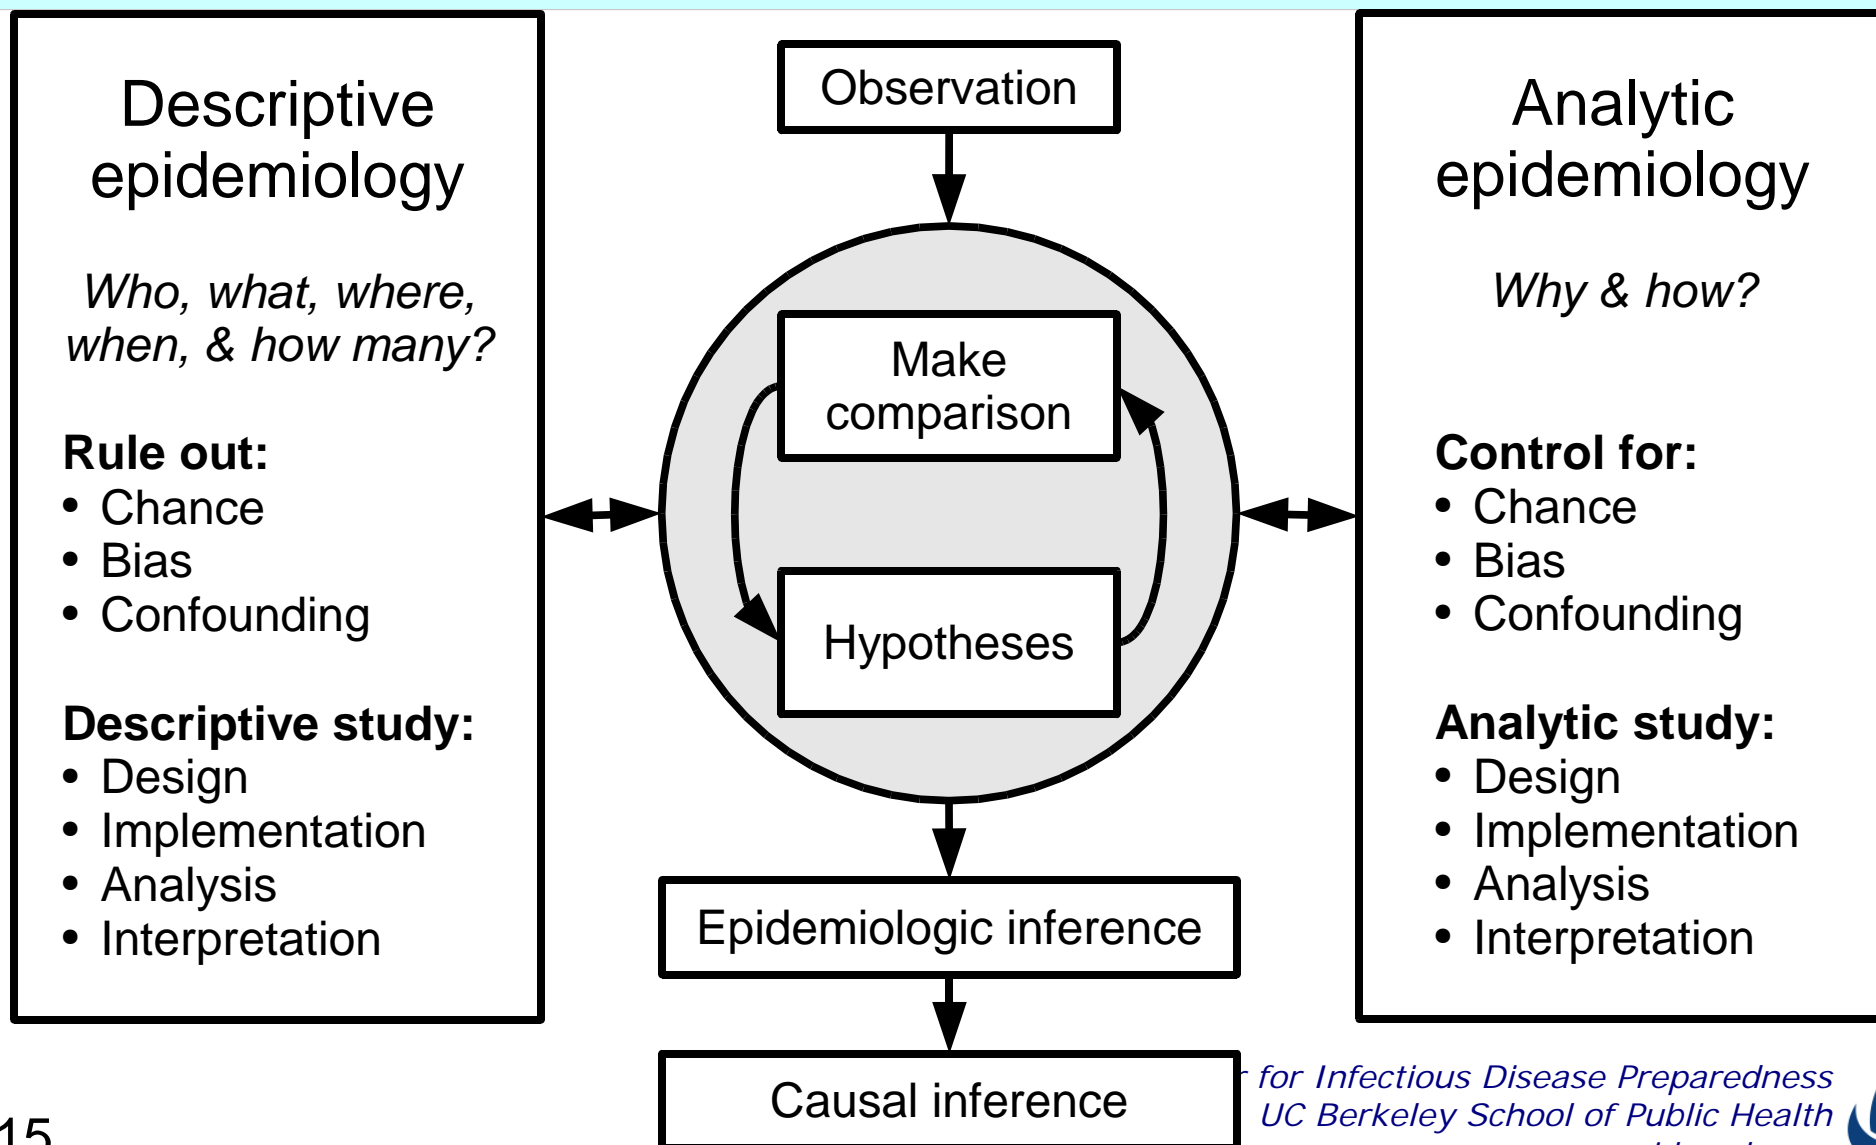 Descriptive
epidemiology
Who, what, where,
when, & how many?
Rule out:
• Chance
• Bias
• Confounding
Descriptive study:
• Design
• Implementation
• Analysis
• Interpretation
Observation
Make
comparison
Hypotheses
Epidemiologic inference
Causal inference
Analytic
epidemiology
Why & how?
Control for:
• Chance
• Bias
• Confounding
Analytic study:
• Design
• Implementation
• Analysis
• Interpretation
for Infectious Disease Preparedness
UC Berkeley School of Public Health
15